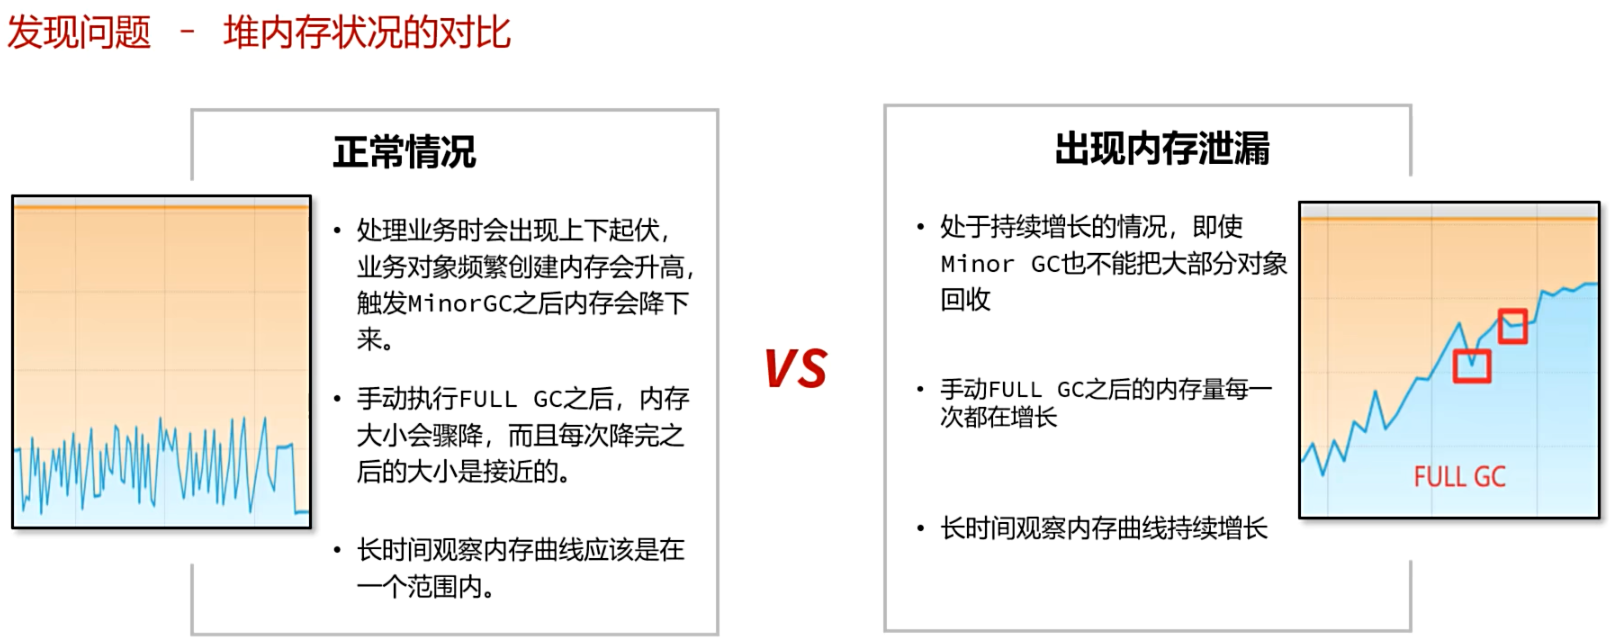 发现问题 - 堆内存状况的对比
正常情况
• 处理业务时会出现上下起伏，
业务对象频繁创建内存会升高，
触发MinorGC之后内存会降下
来。
• 手动执行FULL GC之后，内存
大小会骤降，而且每次降完之
后的大小是接近的。
• 长时间观察内存曲线应该是在
一个范围内。
VS
出现内存泄漏
• 处于持续增长的情况，即使
Minor GC也不能把大部分对象
回收
• 手动FULL GC之后的内存量每一
次都在增长
• 长时间观察内存曲线持续增长
FULL GC